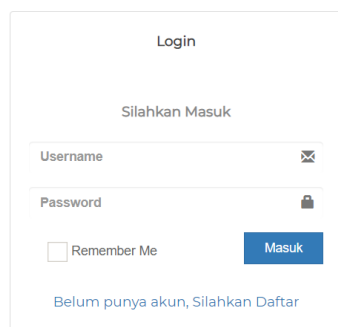 Login
Silahkan Masuk
Username
Password
Remember Me
Masuk
Belum punya akun, Silahkan Daftar